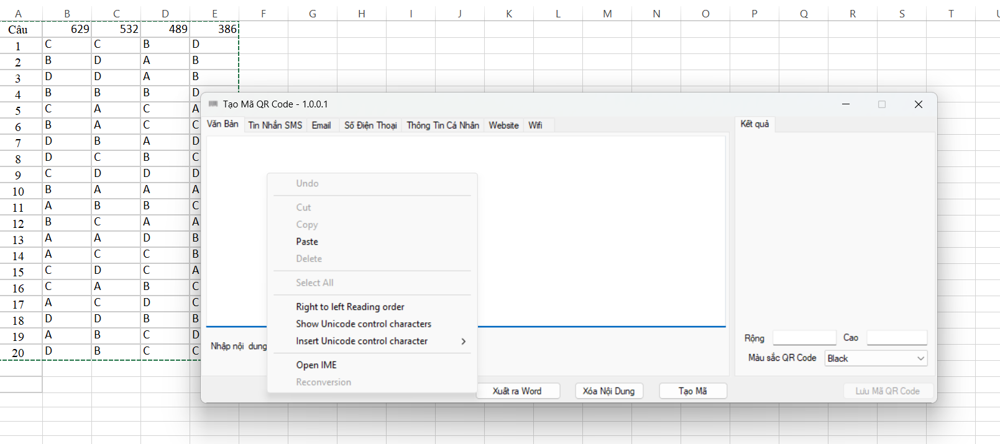 A B C D E F G H I J K L M N O P Q R S T
Câu 629 532 489 386
1 C C B D
2 B D A B
3 D D A B
4 B B B D
5 C A C A
6 B A C C
7 D B A D
8 D C B C
9 C D D D
10 B A A A
11 A B B C
12 B C A A
13 A A D B
14 A C C B
15 C D C A
16 C A B C
17 A C D C
18 D D B B
19 A B C D
20 D B C C
Tạo Mã QR Code - 1.0.0.1
Văn Bản Tin Nhắn SMS Email Số Điện Thoại Thông Tin Cá Nhân Website Wifi
Undo
Cut
Copy
Paste
Delete
Select All
Right to left Reading order
Show Unicode control characters
Insert Unicode control character
Open IME
Reconversion
Nhập nội dung
Xuất ra Word Xóa Nội Dung Tạo Mã
Kết quả
Rộng Cao
Màu sắc QR Code Black
Lưu Mã QR Code